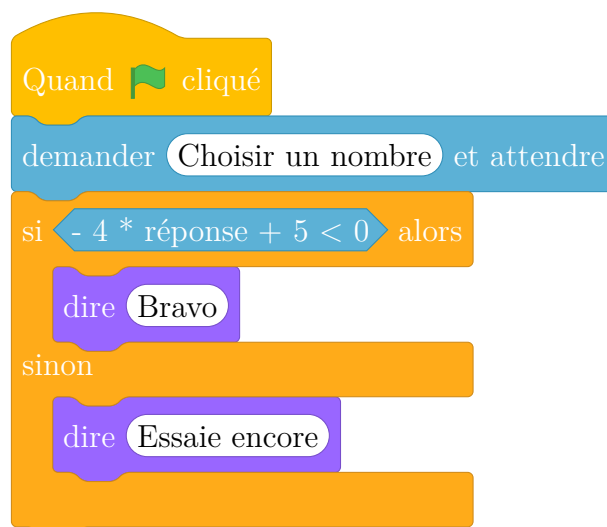 Quand cliqué
demander Choisir un nombre et attendre
si - 4 * réponse + 5 < 0 alors
dire Bravo
sinon
dire Essaie encore